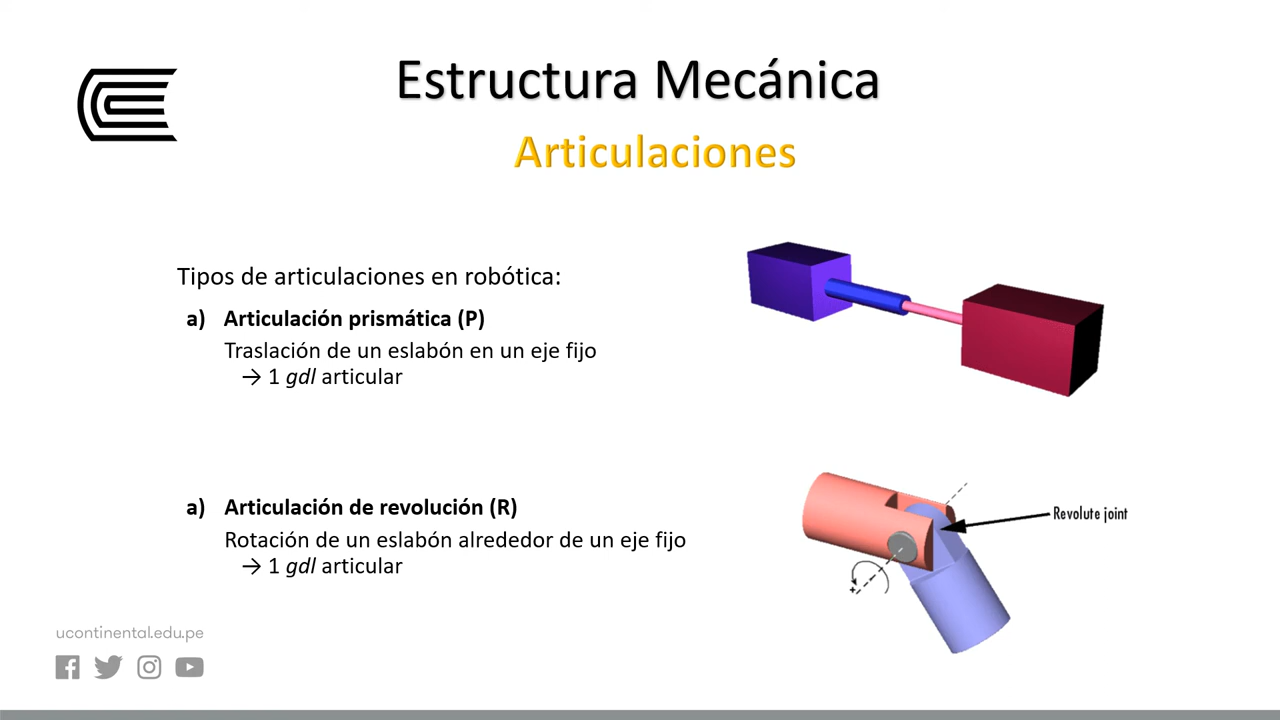 Estructura Mecánica
Articulaciones
Tipos de articulaciones en robótica:
a) Articulación prismática (P)
Traslación de un eslabón en un eje fijo
→ 1 gdl articular
a) Articulación de revolución (R)
Rotación de un eslabón alrededor de un eje fijo
→ 1 gdl articular
Revolute joint
ucontinental.edu.pe